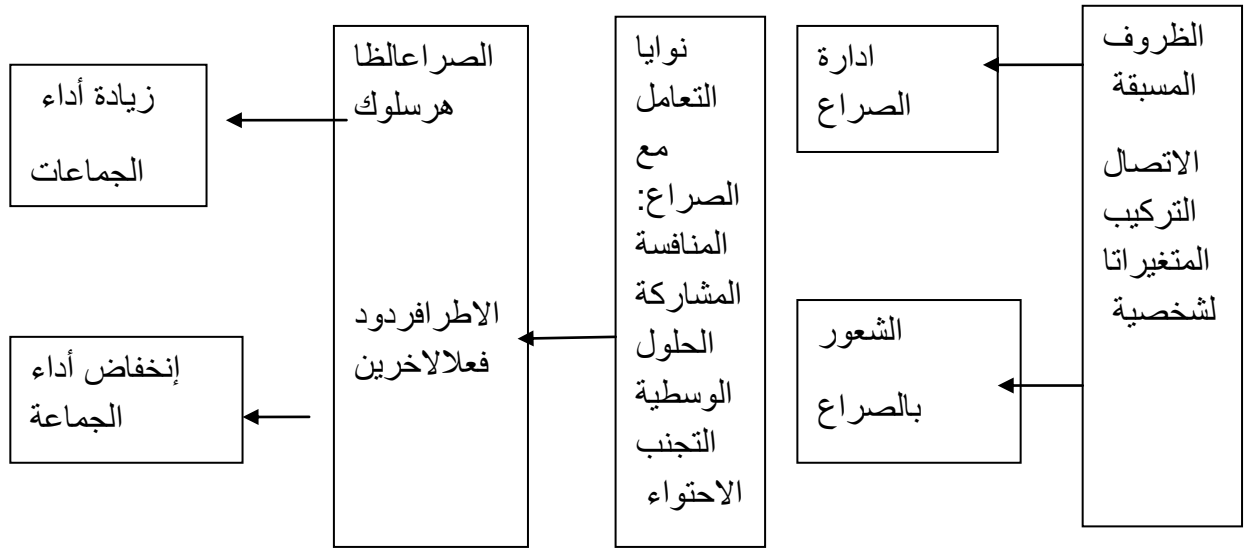 الظروف
المسبقة
الاتصال
التركيب
المتغيراتا
لشخصية
ادارة
الصراع
الشعور
بالصراع
نوايا
التعامل
مع
الصراع:
المنافسة
المشاركة
الحلول
الوسطية
التجنب
الاحتواء
الصراعالظا
هرسلوك
الاطرافردود
فعلالاخرين
زيادة أداء
الجماعات
إنخفاض أداء
الجماعة